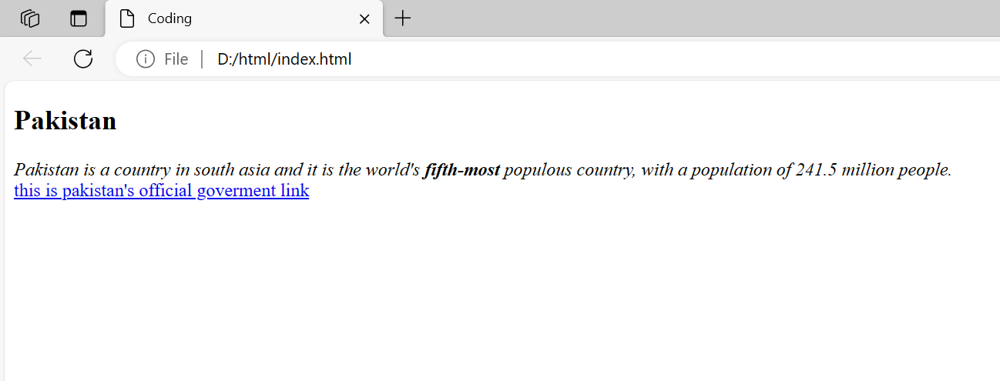 Coding
File D:/html/index.html
Pakistan
Pakistan is a country in south asia and it is the world's fifth-most populous country, with a population of 241.5 million people.
this is pakistan's official goverment link